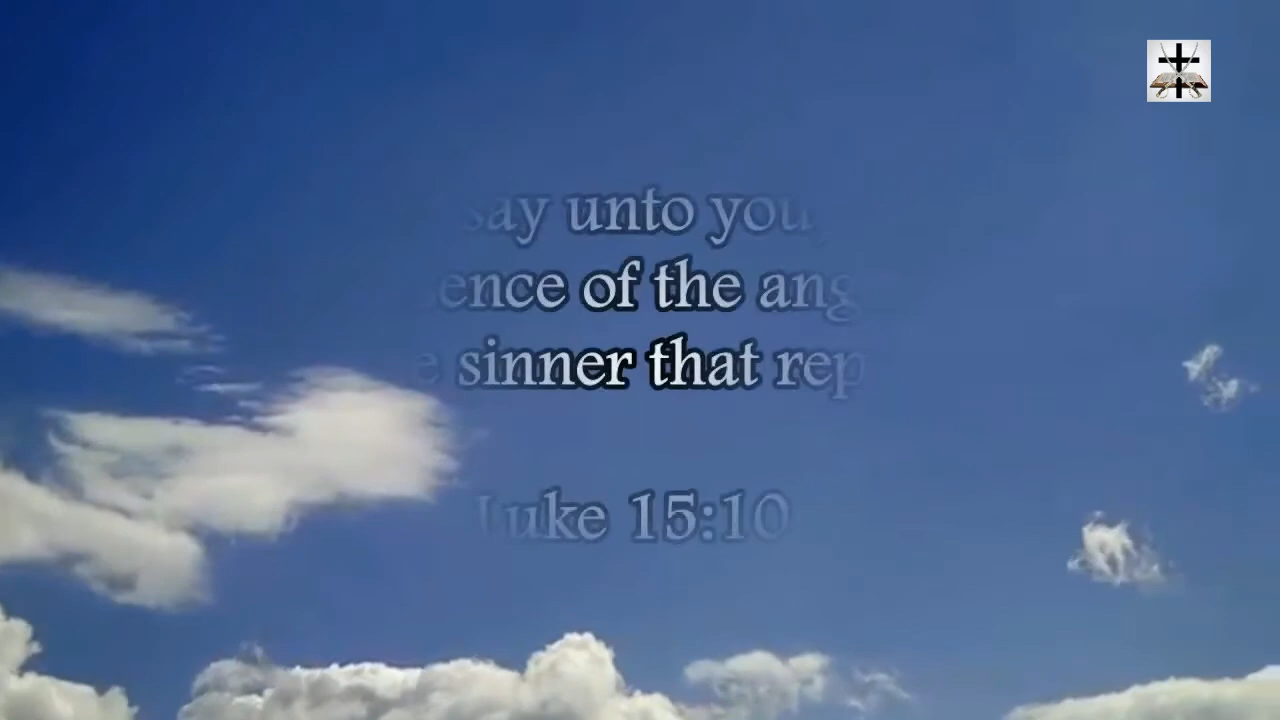 say unto you,
ence of the ang
sinner that rep
Luke 15:10